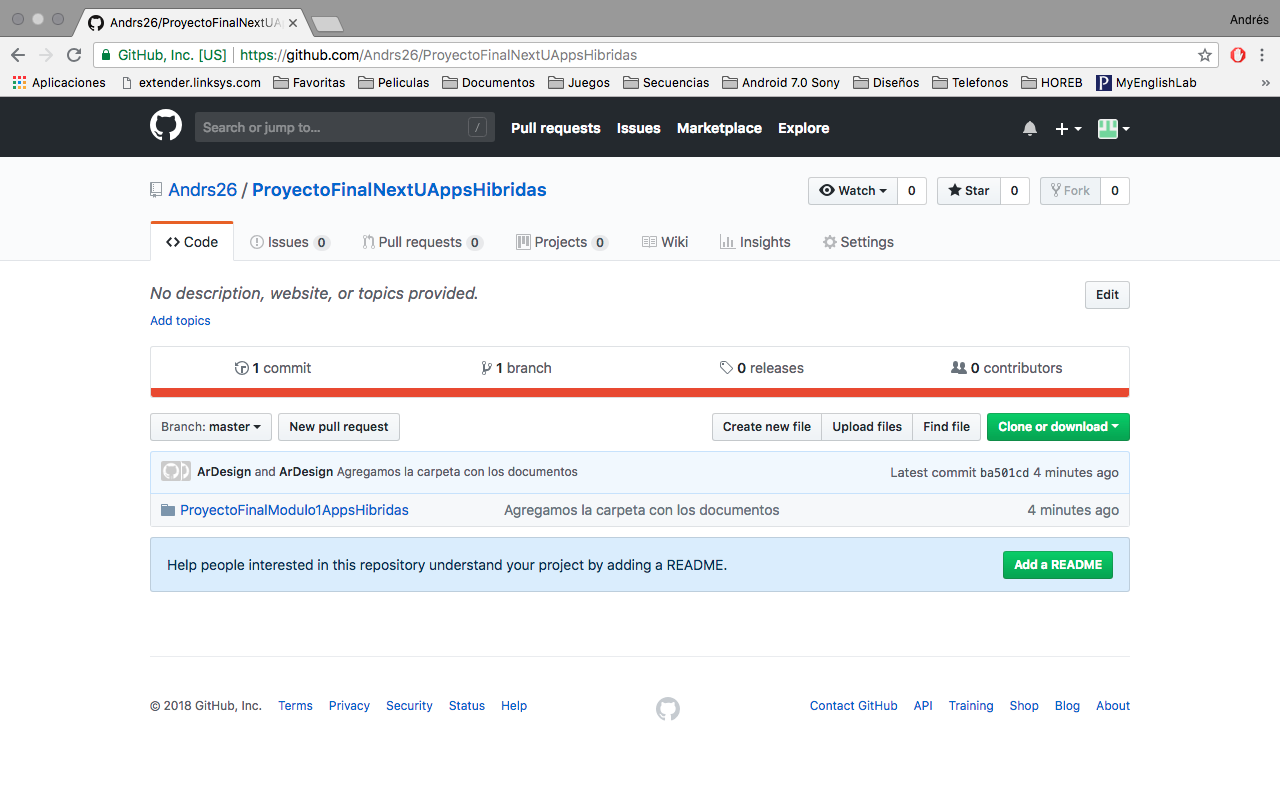 Andrs26/ProyectoFinalNextUA
Andrés
GitHub, Inc. [US] https://github.com/Andrs26/ProyectoFinalNextUAppsHibridas
Aplicaciones extender.linksys.com Favoritas Peliculas Documentos Juegos Secuencias Android 7.0 Sony Diseños Telefonos HOREB P MyEnglishLab »
Search or jump to... / Pull requests Issues Marketplace Explore
Andrs26 / ProyectoFinalNextUAppsHibridas Watch 0 Star 0 Fork 0
Code Issues 0 Pull requests 0 Projects 0 Wiki Insights Settings
No description, website, or topics provided. Edit
Add topics
1 commit 1 branch 0 releases 0 contributors
Branch: master New pull request Create new file Upload files Find file Clone or download
ArDesign and ArDesign Agregamos la carpeta con los documentos Latest commit ba501cd 4 minutes ago
ProyectoFinalModulo1AppsHibridas Agregamos la carpeta con los documentos 4 minutes ago
Help people interested in this repository understand your project by adding a README. Add a README
© 2018 GitHub, Inc. Terms Privacy Security Status Help Contact GitHub API Training Shop Blog About